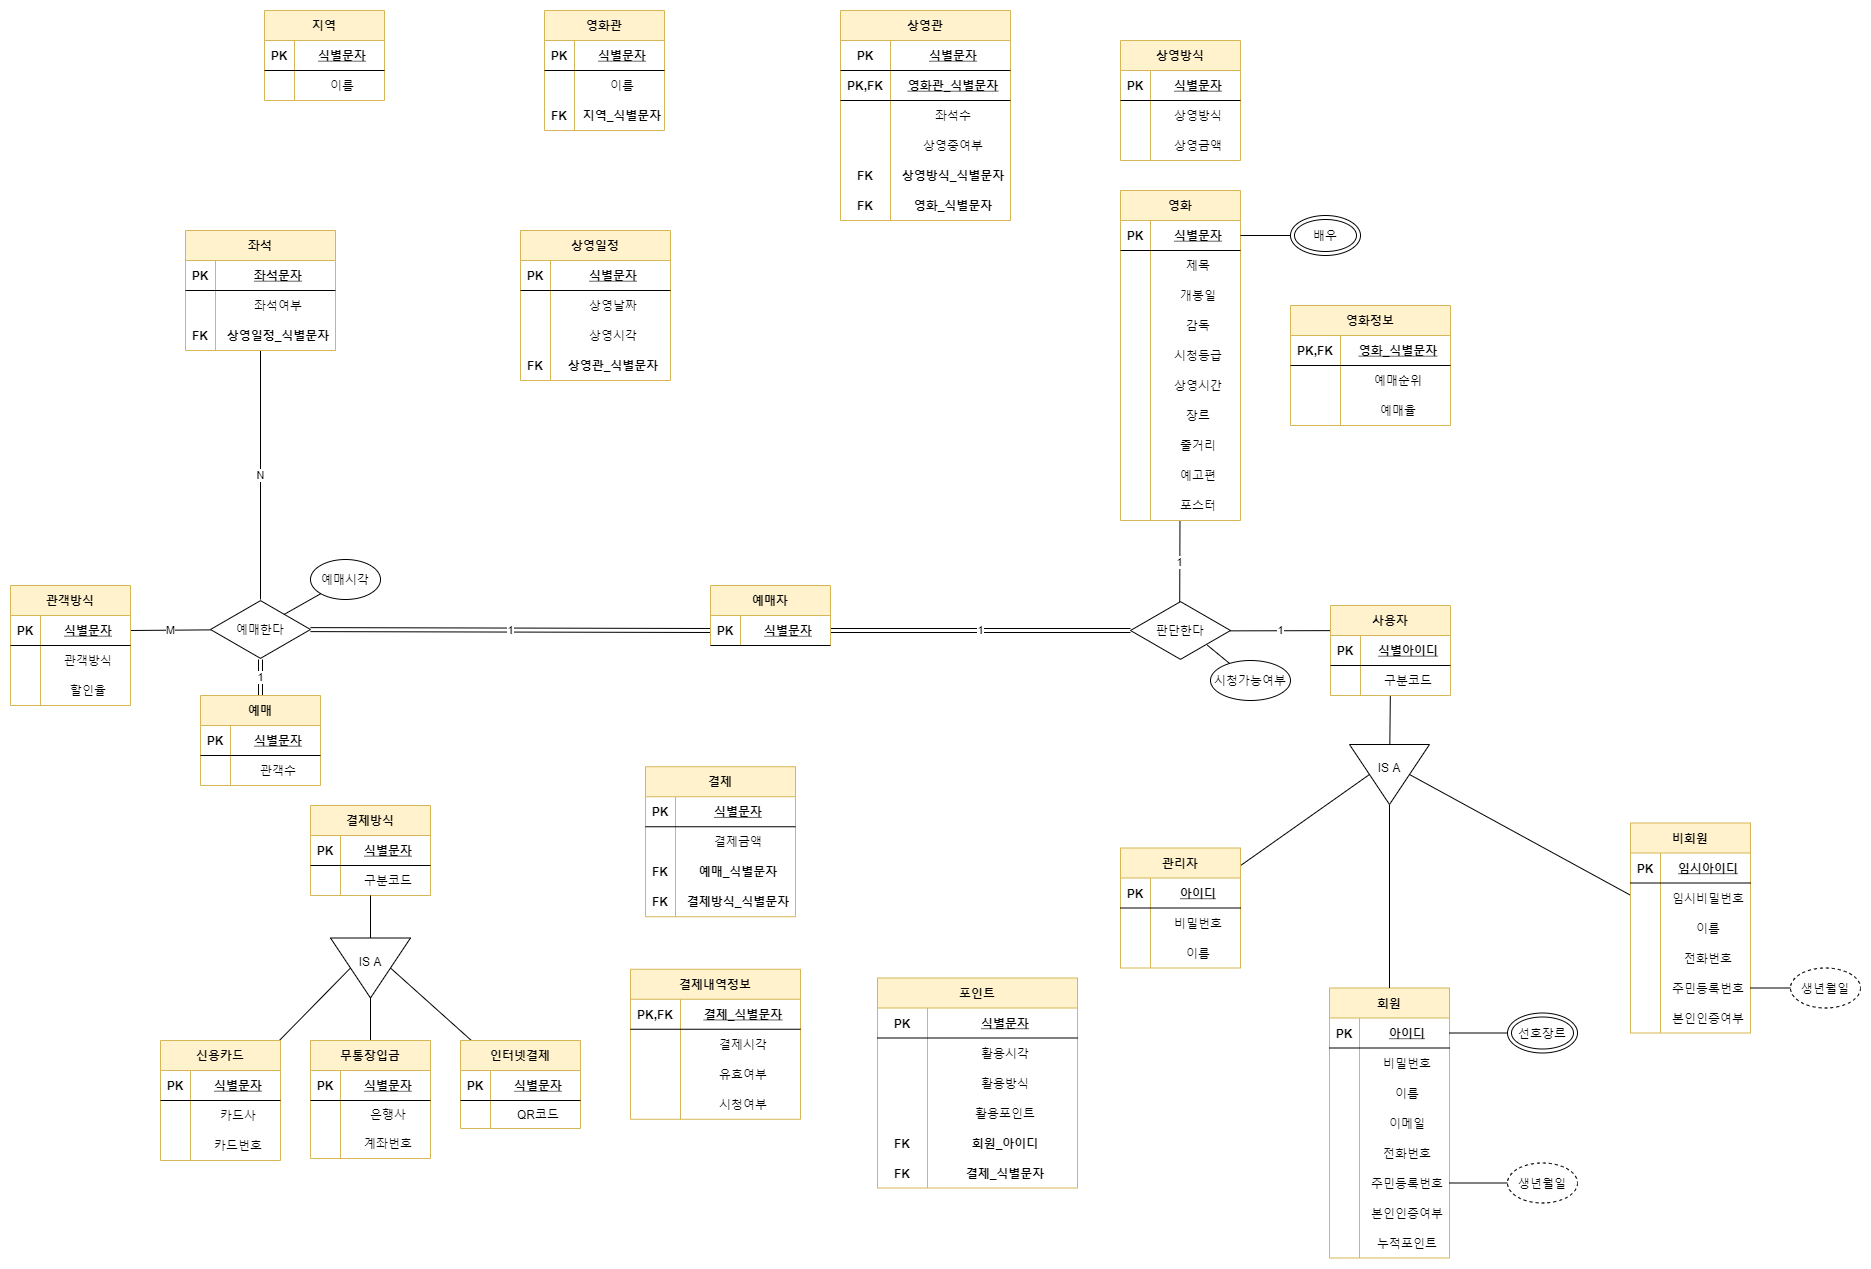 지역
PK 식별문자
이름
영화관
PK 식별문자
이름
FK 지역_식별문자
상영관
PK 식별문자
PK,FK 영화관_식별문자
좌석수
상영중여부
FK 상영방식_식별문자
FK 영화_식별문자
상영방식
PK 식별문자
상영방식
상영금액
좌석
PK 좌석문자
좌석여부
FK 상영일정_식별문자
상영일정
PK 식별문자
상영날짜
상영시각
FK 상영관_식별문자
영화
PK 식별문자
제목
개봉일
감독
시청등급
상영시간
장르
줄거리
예고편
포스터
배우
영화정보
PK,FK 영화_식별문자
예매순위
예매율
N
1
예매시각
관객방식
PK 식별문자
관객방식
할인율
M
예매한다
1
예매자
PK 식별문자
1
판단한다
1
시청가능여부
사용자
PK 식별아이디
구분코드
1
예매
PK 식별문자
관객수
IS A
결제방식
PK 식별문자
구분코드
IS A
신용카드
PK 식별문자
카드사
카드번호
무통장입금
PK 식별문자
은행사
계좌번호
인터넷결제
PK 식별문자
QR코드
결제
PK 식별문자
결제금액
FK 예매_식별문자
FK 결제방식_식별문자
결제내역정보
PK,FK 결제_식별문자
결제시각
유효여부
시청여부
포인트
PK 식별문자
활용시각
활용방식
활용포인트
FK 회원_아이디
FK 결제_식별문자
관리자
PK 아이디
비밀번호
이름
회원
PK 아이디
비밀번호
이름
이메일
전화번호
주민등록번호
본인인증여부
누적포인트
선호장르
생년월일
비회원
PK 임시아이디
임시비밀번호
이름
전화번호
주민등록번호
본인인증여부
생년월일